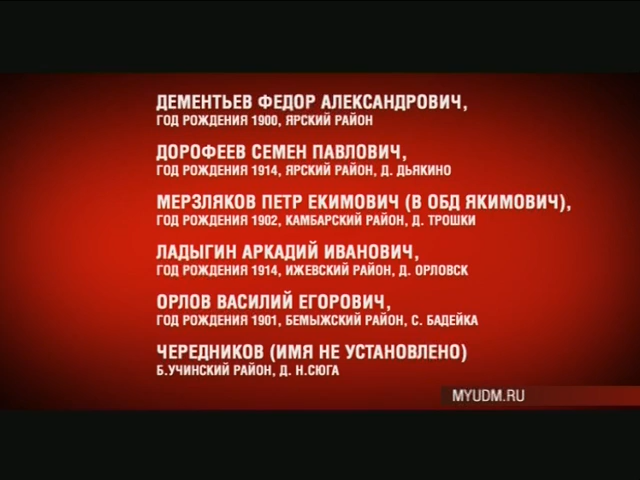 ДЕМЕНТЬЕВ ФЕДОР АЛЕКСАНДРОВИЧ,
ГОД РОЖДЕНИЯ 1900, ЯРСКИЙ РАЙОН
ДОРОФЕЕВ СЕМЕН ПАВЛОВИЧ,
ГОД РОЖДЕНИЯ 1914, ЯРСКИЙ РАЙОН, Д. ДЬЯКИНО
МЕРЗЛЯКОВ ПЕТР ЕКИМОВИЧ (В ОБД ЯКИМОВИЧ),
ГОД РОЖДЕНИЯ 1902, КАМБАРСКИЙ РАЙОН, Д. ТРОШКИ
ЛАДЫГИН АРКАДИЙ ИВАНОВИЧ,
ГОД РОЖДЕНИЯ 1914, ИЖЕВСКИЙ РАЙОН, Д. ОРЛОВСК
ОРЛОВ ВАСИЛИЙ ЕГОРОВИЧ,
ГОД РОЖДЕНИЯ 1901, БЕМЫЖСКИЙ РАЙОН, С. БАДЕЙКА
ЧЕРЕДНИКОВ (ИМЯ НЕ УСТАНОВЛЕНО)
Б.УЧИНСКИЙ РАЙОН, Д. Н.СЮГА
MYUDM.RU